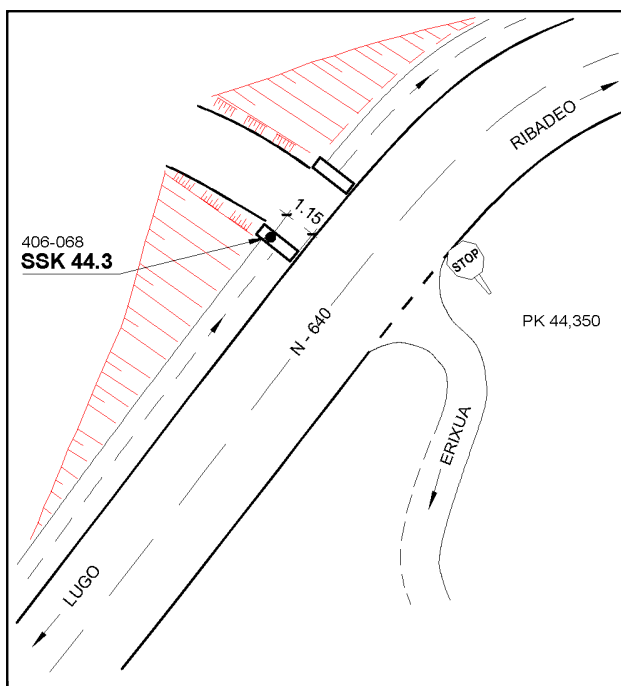 RIBADEO
1.15
406-068
SSK 44.3
STOP
N - 640
PK 44,350
ERIXUA
LUGO